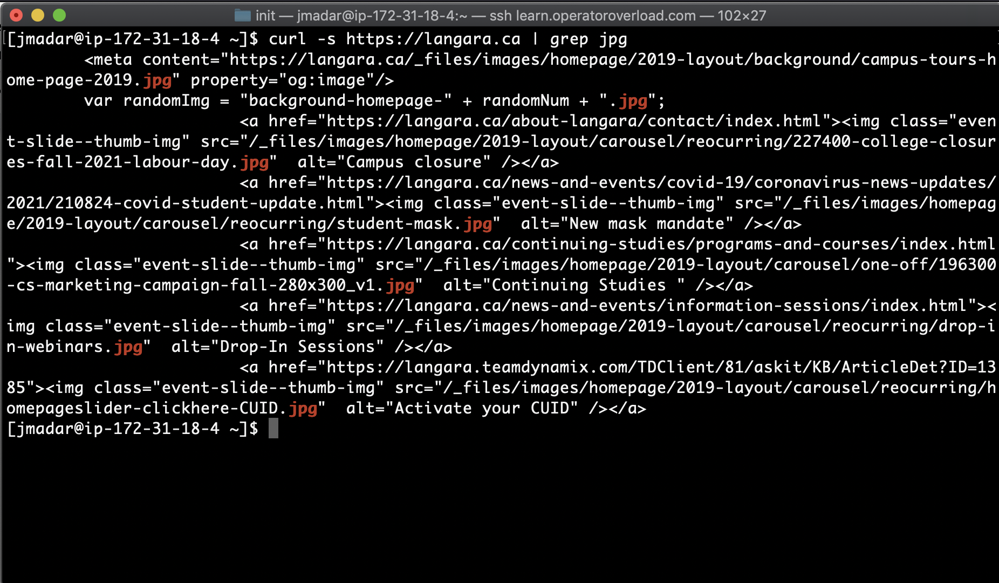 init — jmadar@ip-172-31-18-4:~ — ssh learn.operatoroverload.com — 102×27
[jmadar@ip-172-31-18-4 ~]$ curl -s https://langara.ca | grep jpg
        <meta content="https://langara.ca/_files/images/homepage/2019-layout/background/campus-tours-h
ome-page-2019.jpg" property="og:image"/>
        var randomImg = "background-homepage-" + randomNum + ".jpg";
                        <a href="https://langara.ca/about-langara/contact/index.html"><img class="even
t-slide--thumb-img" src="/_files/images/homepage/2019-layout/carousel/reocurring/227400-college-closur
es-fall-2021-labour-day.jpg"  alt="Campus closure" /></a>
                        <a href="https://langara.ca/news-and-events/covid-19/coronavirus-news-updates/
2021/210824-covid-student-update.html"><img class="event-slide--thumb-img" src="/_files/images/homepag
e/2019-layout/carousel/reocurring/student-mask.jpg"  alt="New mask mandate" /></a>
                        <a href="https://langara.ca/continuing-studies/programs-and-courses/index.html
"><img class="event-slide--thumb-img" src="/_files/images/homepage/2019-layout/carousel/one-off/196300
-cs-marketing-campaign-fall-280x300_v1.jpg"  alt="Continuing Studies " /></a>
                        <a href="https://langara.ca/news-and-events/information-sessions/index.html"><
img class="event-slide--thumb-img" src="/_files/images/homepage/2019-layout/carousel/reocurring/drop-i
n-webinars.jpg"  alt="Drop-In Sessions" /></a>
                        <a href="https://langara.teamdynamix.com/TDClient/81/askit/KB/ArticleDet?ID=13
85"><img class="event-slide--thumb-img" src="/_files/images/homepage/2019-layout/carousel/reocurring/h
omepageslider-clickhere-CUID.jpg"  alt="Activate your CUID" /></a>
[jmadar@ip-172-31-18-4 ~]$